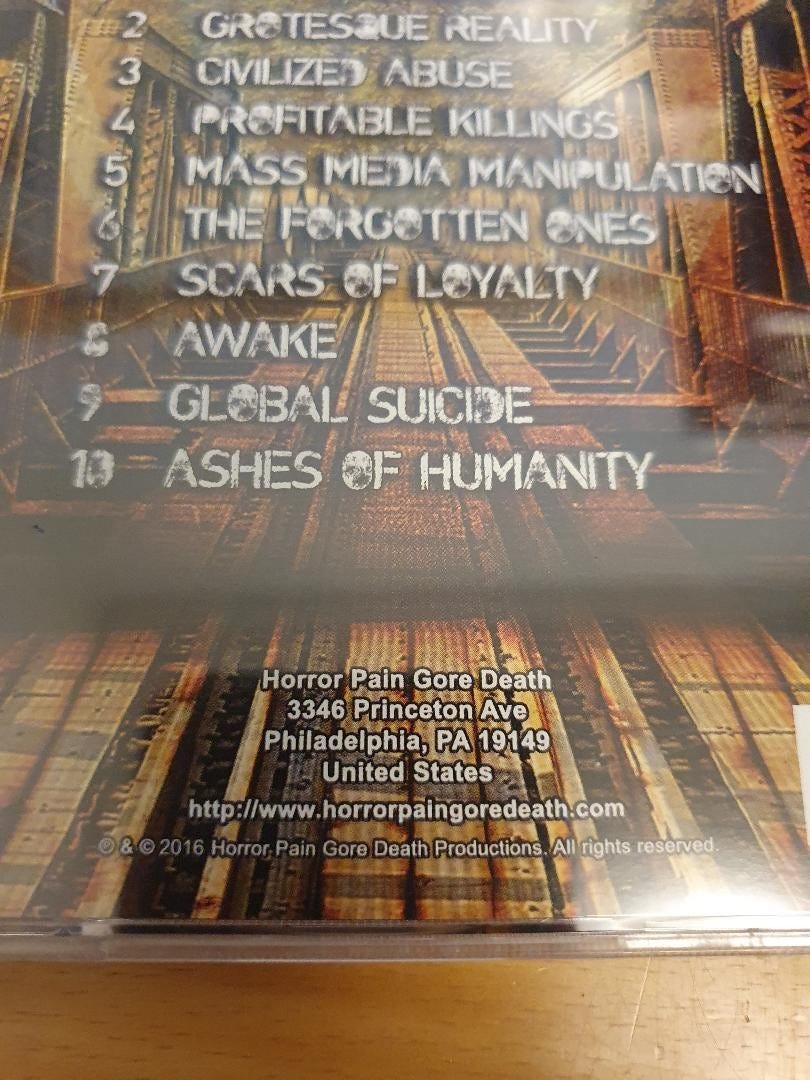 2 GROTESQUE REALITY
3 CIVILIZED ABUSE
4 PROFITABLE KILLINGS
5 MASS MEDIA MANIPULATION
6 THE FORGOTTEN ONES
7 SCARS OF LOYALTY
8 AWAKE
9 GLOBAL SUICIDE
10 ASHES OF HUMANITY
Horror Pain Gore Death
3346 Princeton Ave
Philadelphia, PA 19149
United States
http://www.horrorpaingoredeath.com
℗ & © 2016 Horror Pain Gore Death Productions. All rights reserved.